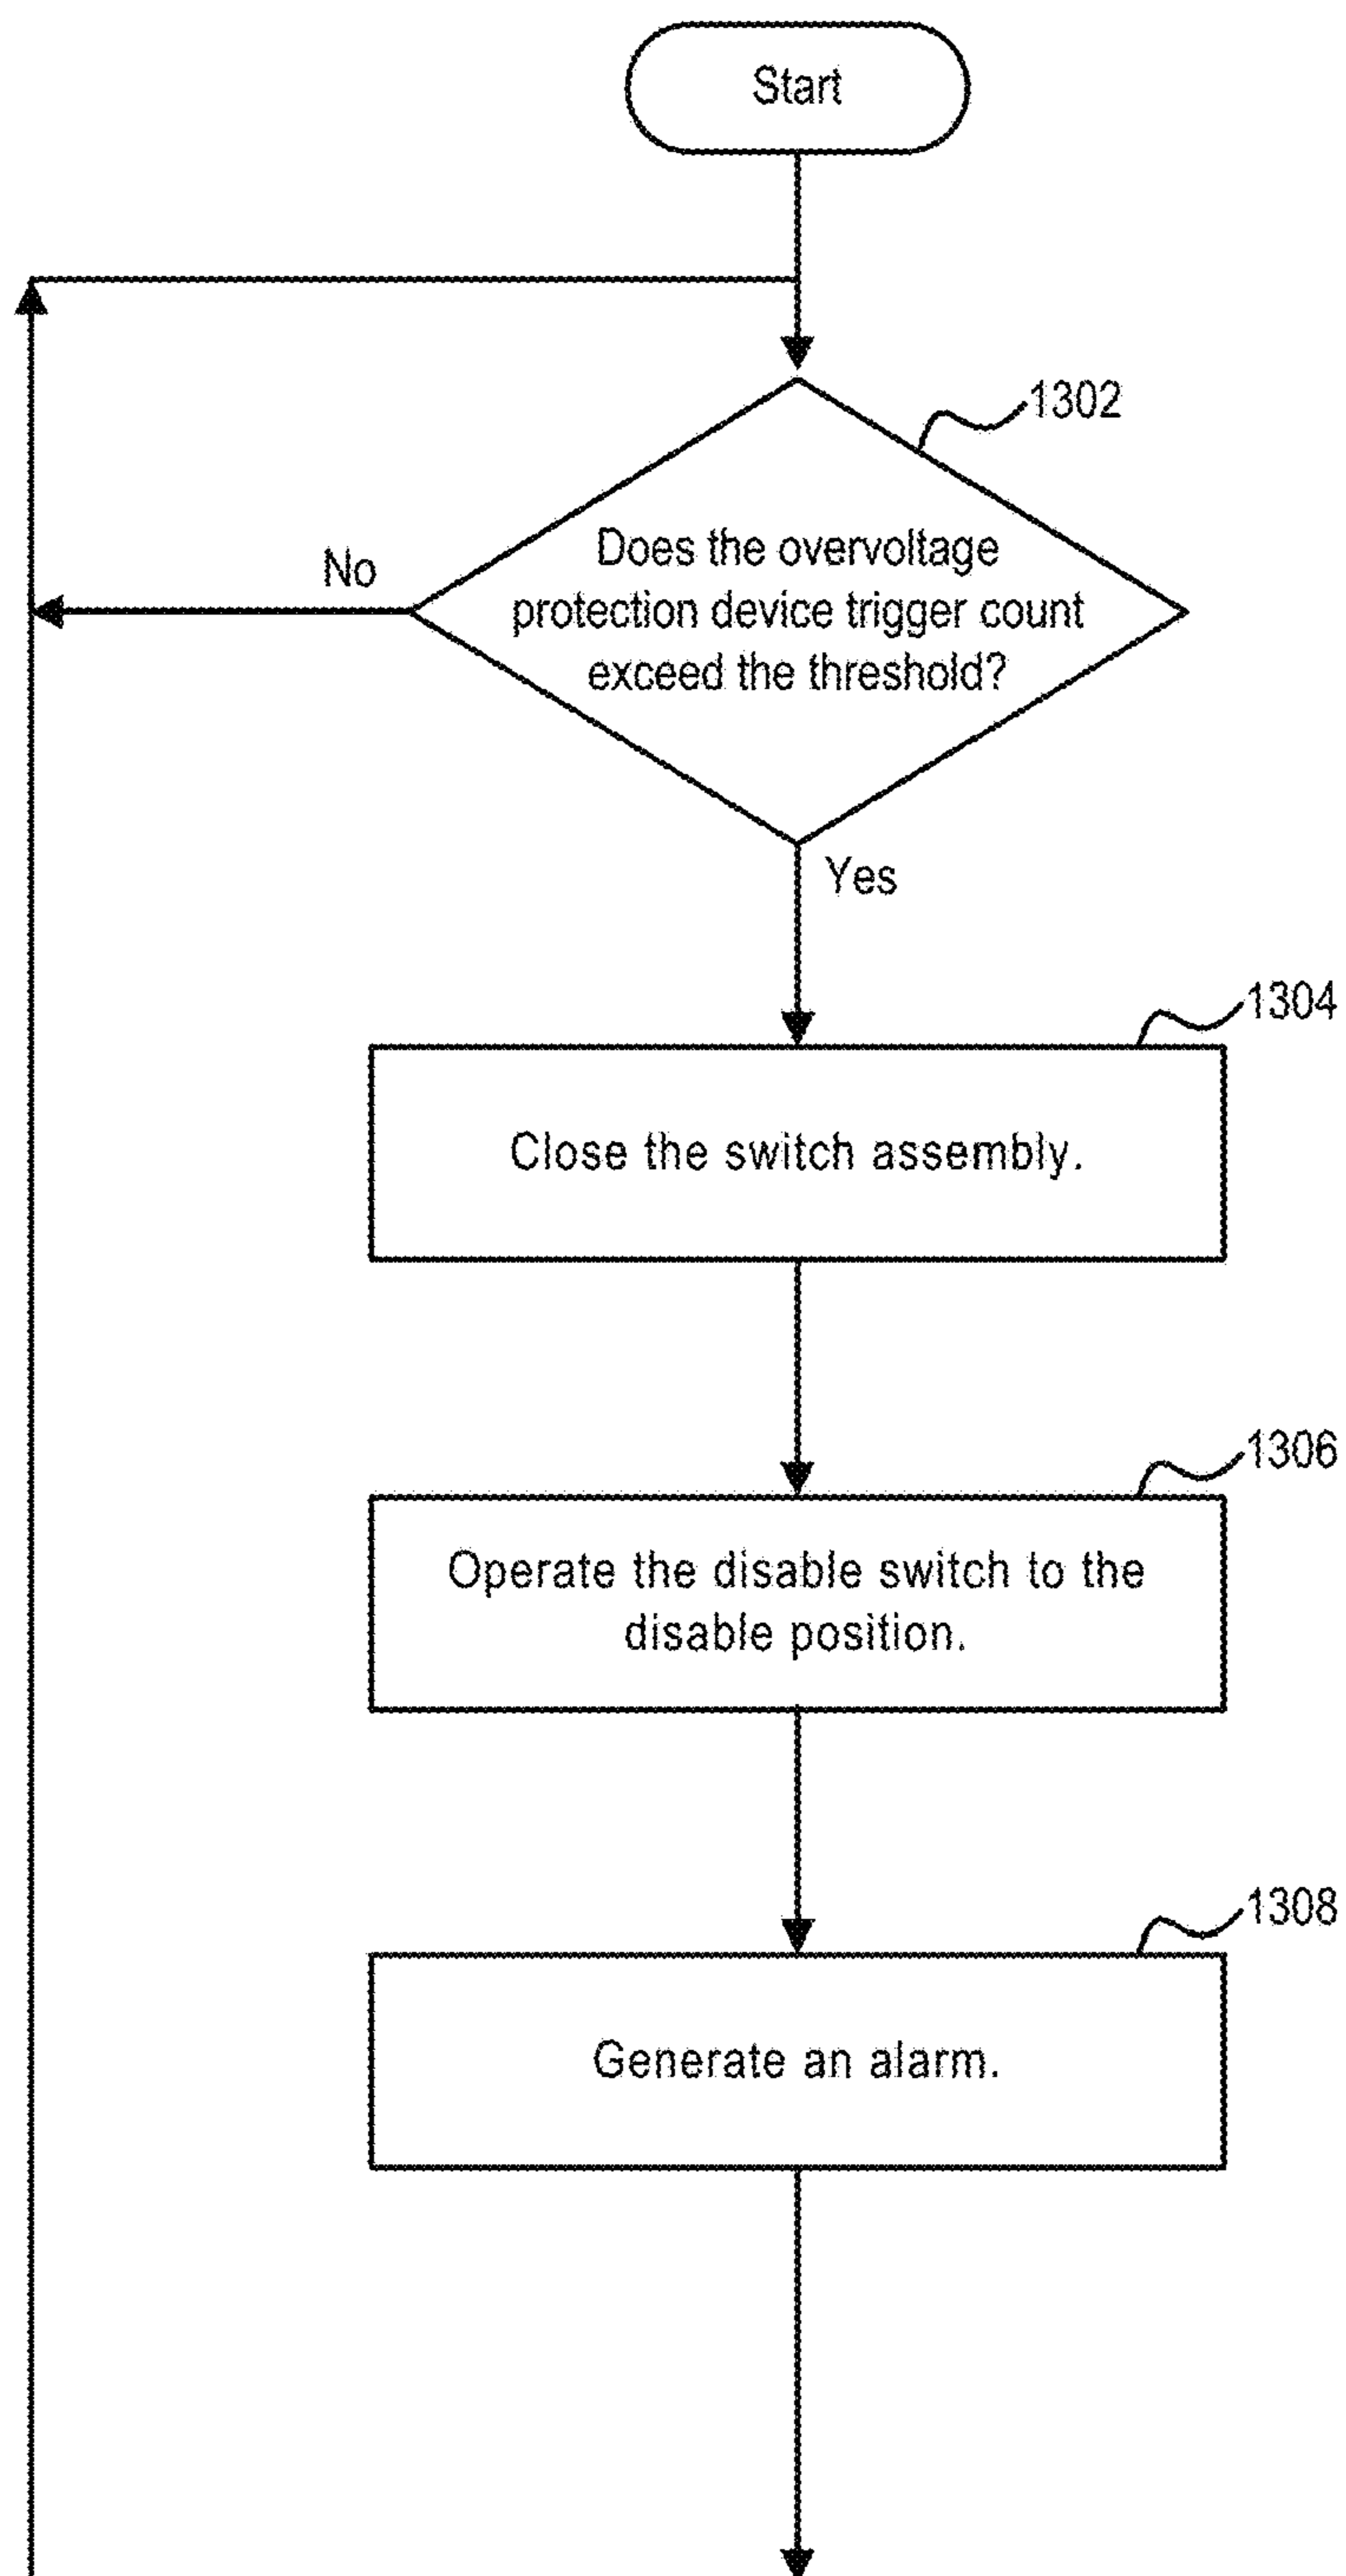 Start
1302
Does the overvoltage
protection device trigger count
exceed the threshold?
No
Yes
1304
Close the switch assembly.
1306
Operate the disable switch to the
disable position.
1308
Generate an alarm.